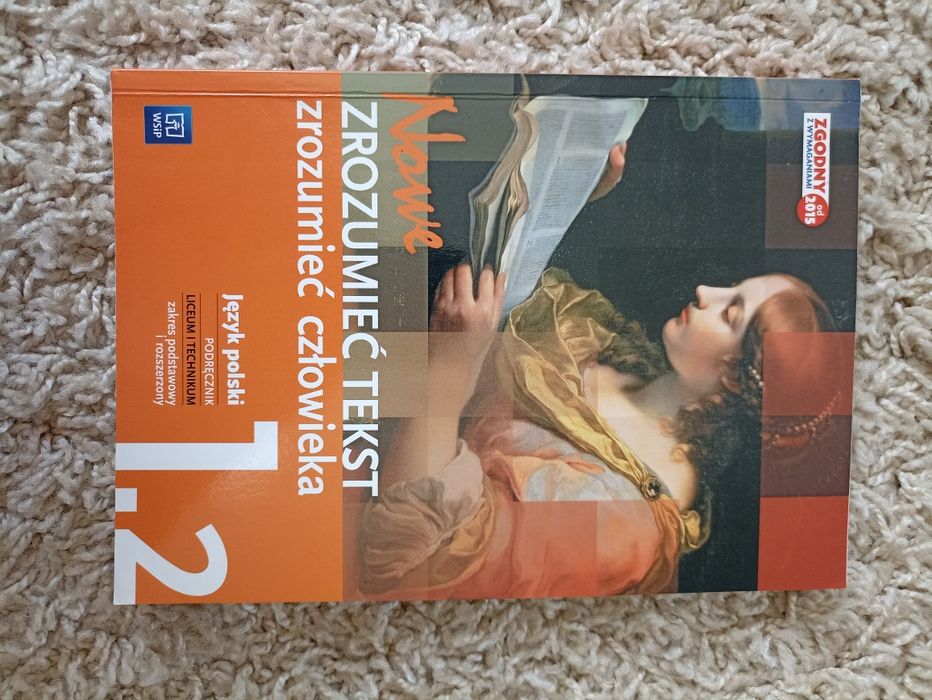 ZGODNY
Z WYMAGANIAMI
od
2015
Nowe
ZROZUMIEĆ TEKST
zrozumieć człowieka
Język polski
PODRĘCZNIK
LICEUM I TECHNIKUM
zakres podstawowy
i rozszerzony
1.2
WSiP